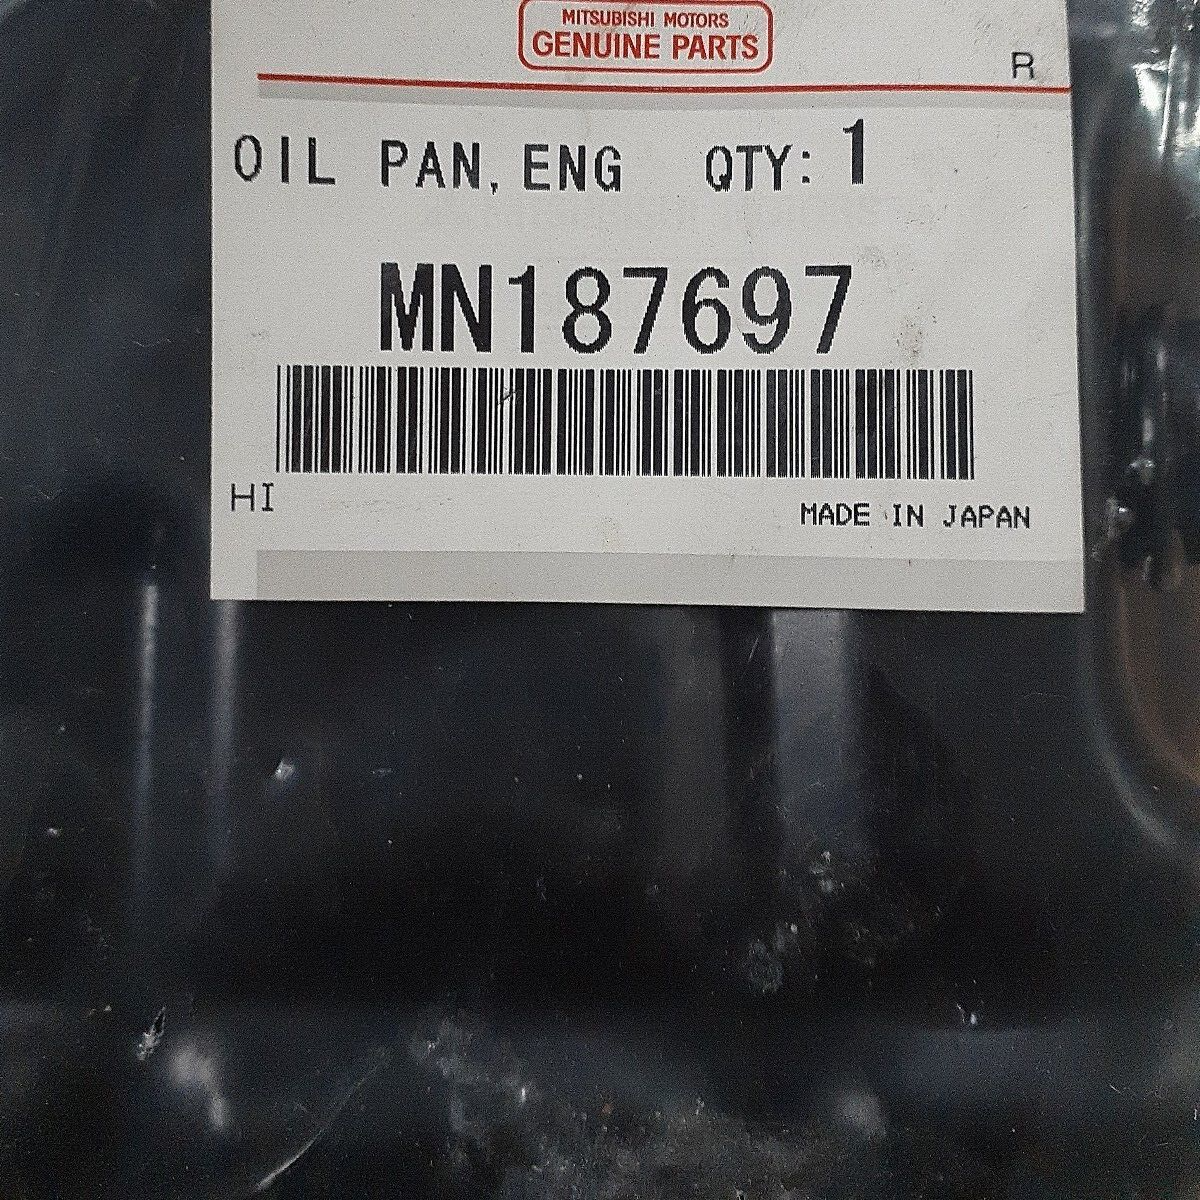 MITSUBISHI MOTORS
GENUINE PARTS
R
OIL PAN, ENG QTY: 1
MN187697
HI
MADE IN JAPAN